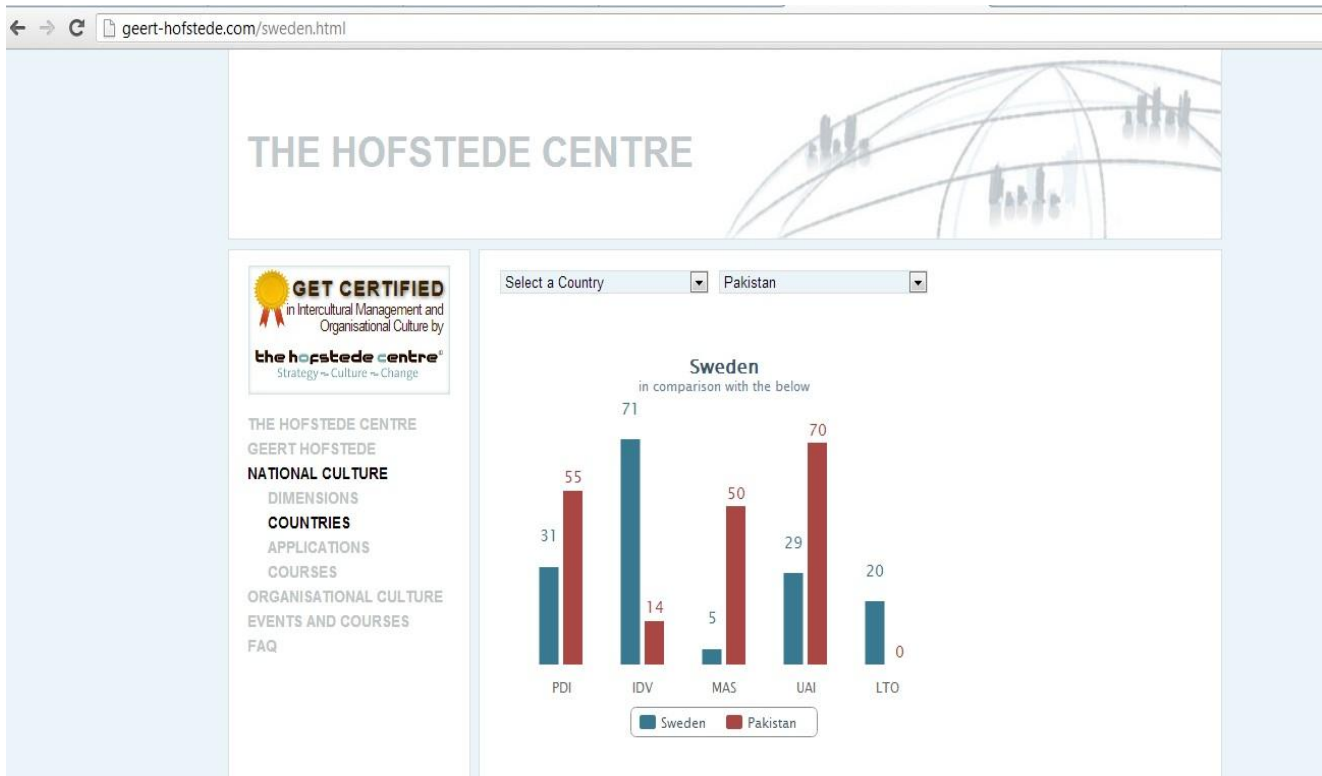 geert-hofstede.com/sweden.html
THE HOFSTEDE CENTRE
GET CERTIFIED
in Intercultural Management and
Organisational Culture by
the hofstede centre®
Strategy ~ Culture ~ Change
THE HOFSTEDE CENTRE
GEERT HOFSTEDE
NATIONAL CULTURE
DIMENSIONS
COUNTRIES
APPLICATIONS
COURSES
ORGANISATIONAL CULTURE
EVENTS AND COURSES
FAQ
Select a Country Pakistan
Sweden
in comparison with the below
71
70
55
50
31
29
20
14
5
0
PDI IDV MAS UAI LTO
Sweden Pakistan